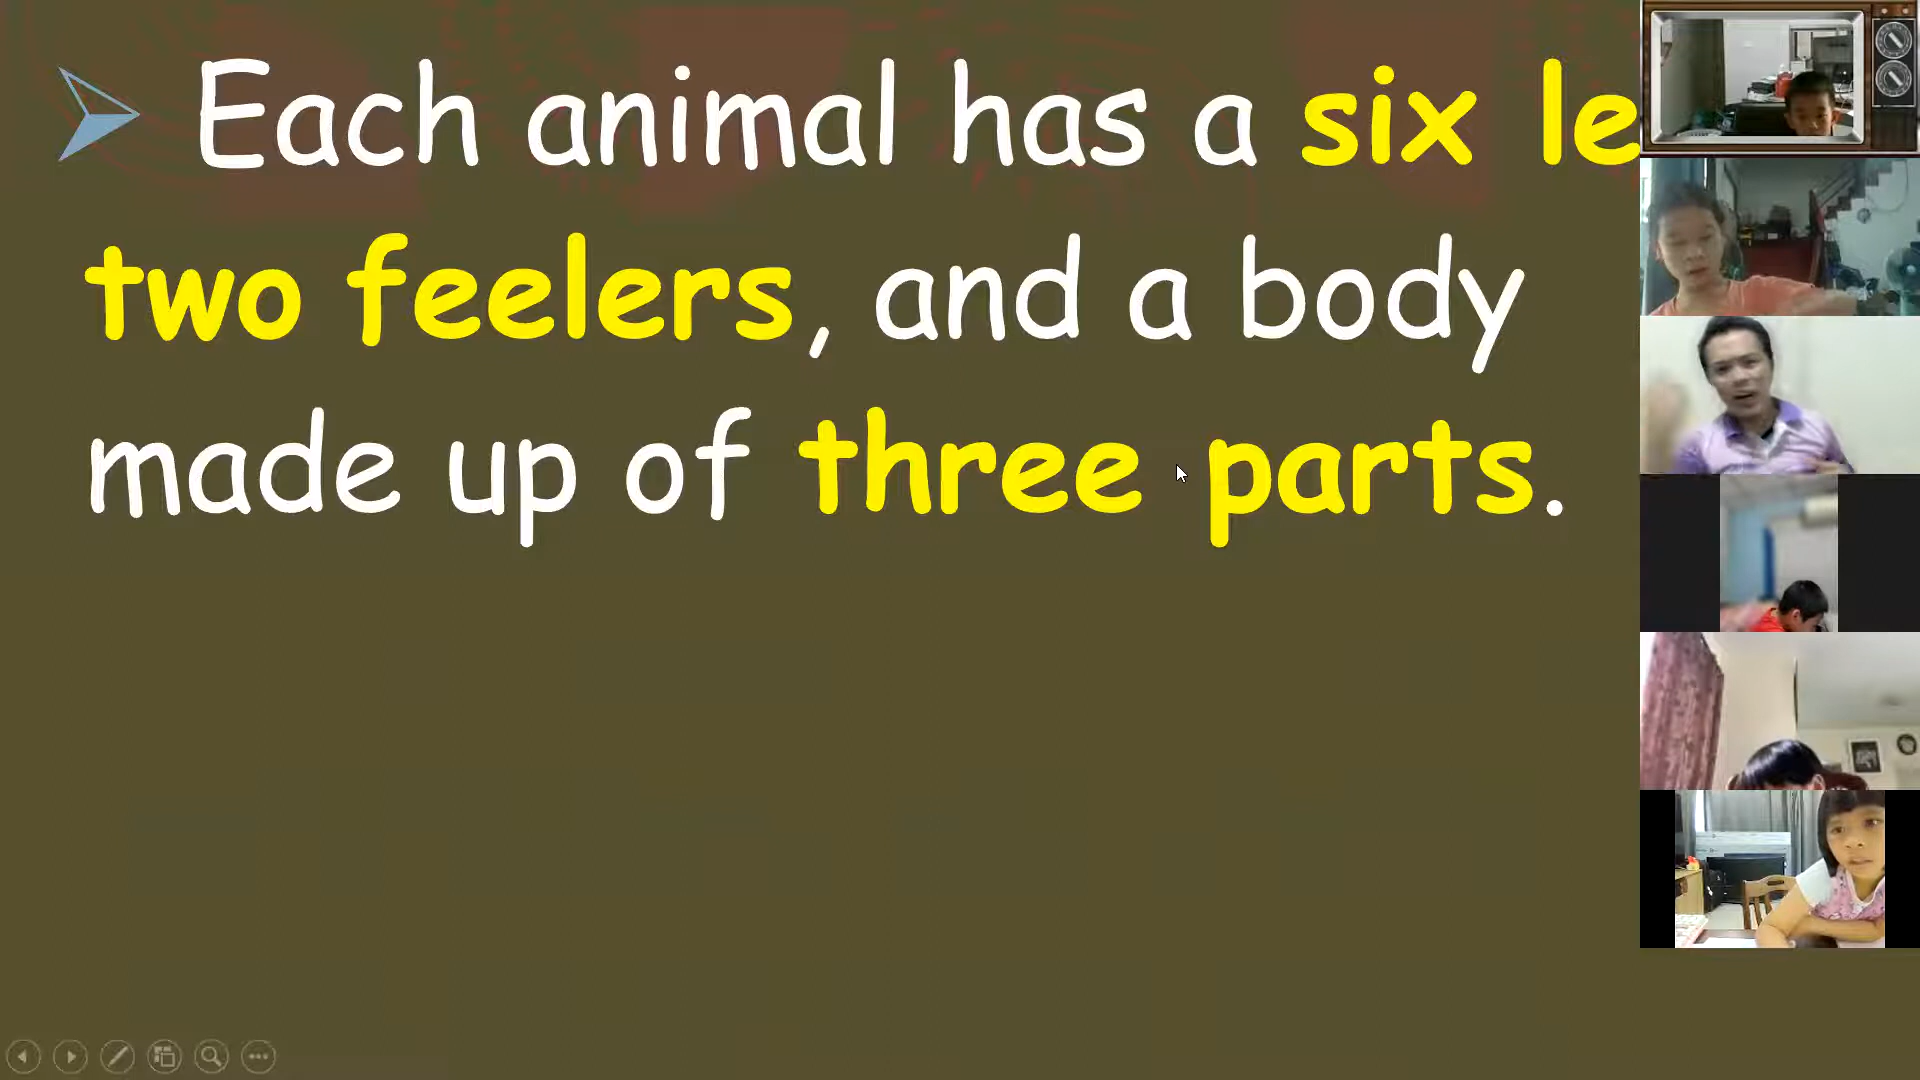 Each animal has a six le
two feelers, and a body
made up of three parts.